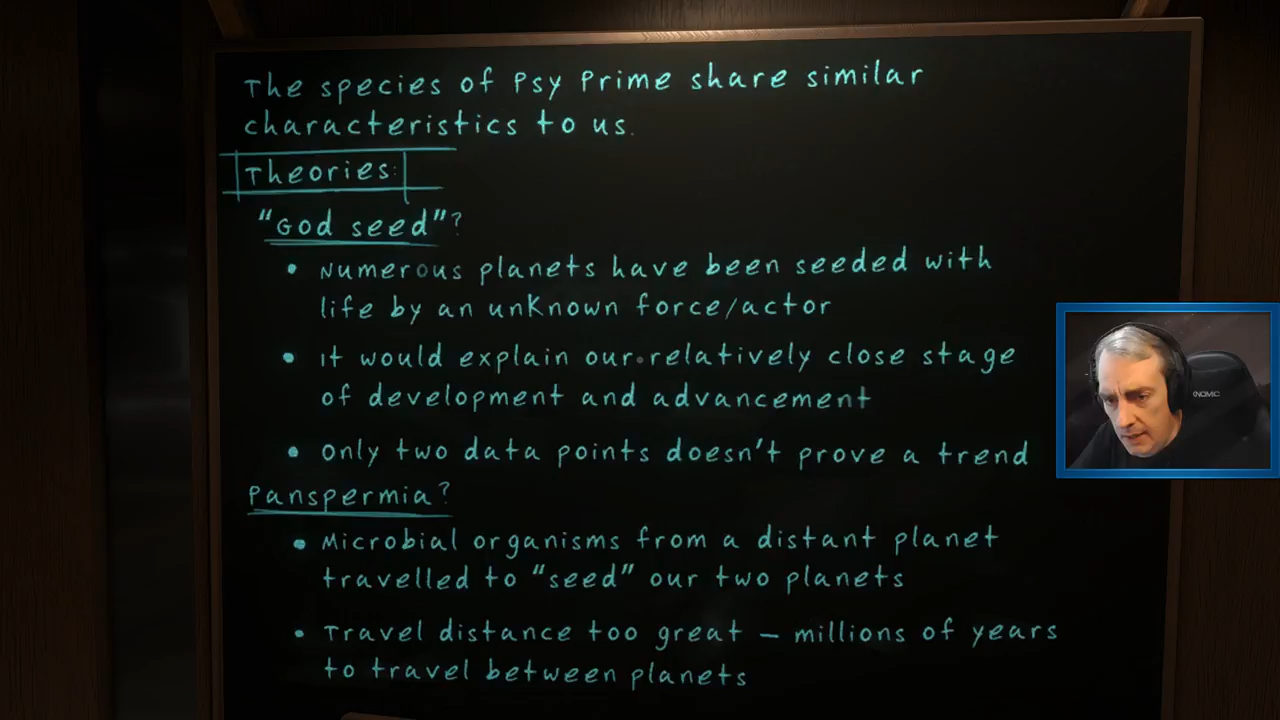 The species of Psy Prime share similar
characteristics to us.
Theories:
"God seed"?
• Numerous planets have been seeded with
life by an unknown force/actor
• It would explain our relatively close stage
of development and advancement
• Only two data points doesn't prove a trend
Panspermia?
• Microbial organisms from a distant planet
travelled to "seed" our two planets
• Travel distance too great – millions of years
to travel between planets